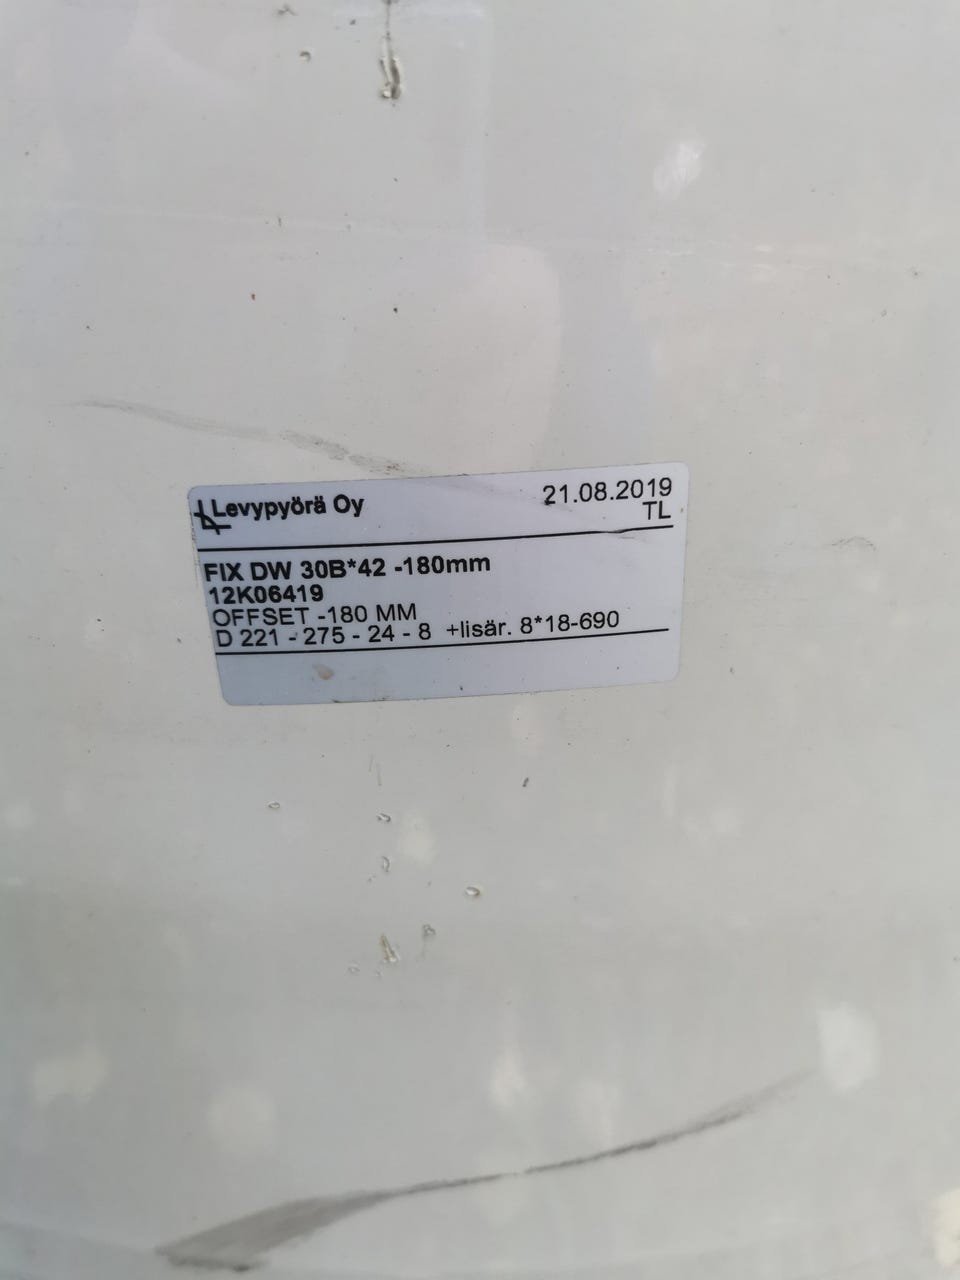 Levypyörä Oy 21.08.2019
TL
FIX DW 30B*42 -180mm
12K06419
OFFSET -180 MM
D 221 - 275 - 24 - 8 +lisär. 8*18-690